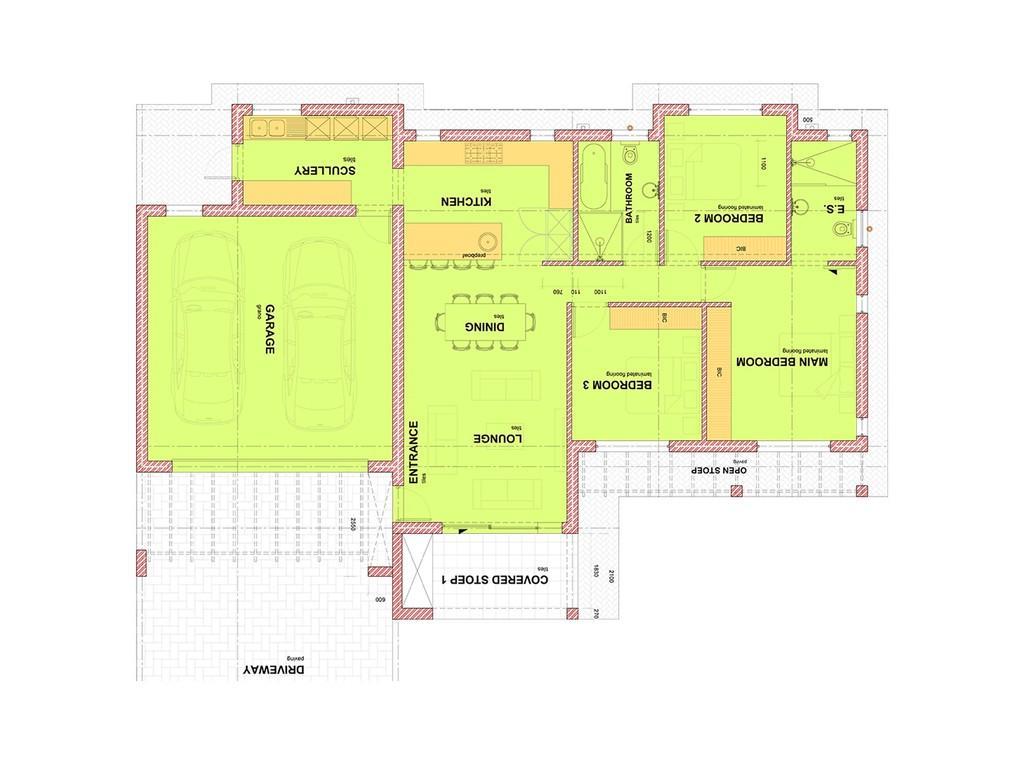 500
SCULLERY
tiles
KITCHEN
tiles
prepbowl
BATHROOM
tiles
1200
BEDROOM 2
laminated flooring
1100
BIC
E.S.
tiles
GARAGE
grano
DINING
tiles
760
110
1100
BEDROOM 3
laminated flooring
BIC
MAIN BEDROOM
laminated flooring
BIC
LOUNGE
tiles
ENTRANCE
tiles
OPEN STOEP
paving
2550
600
COVERED STOEP 1
tiles
1830
2100
270
DRIVEWAY
paving